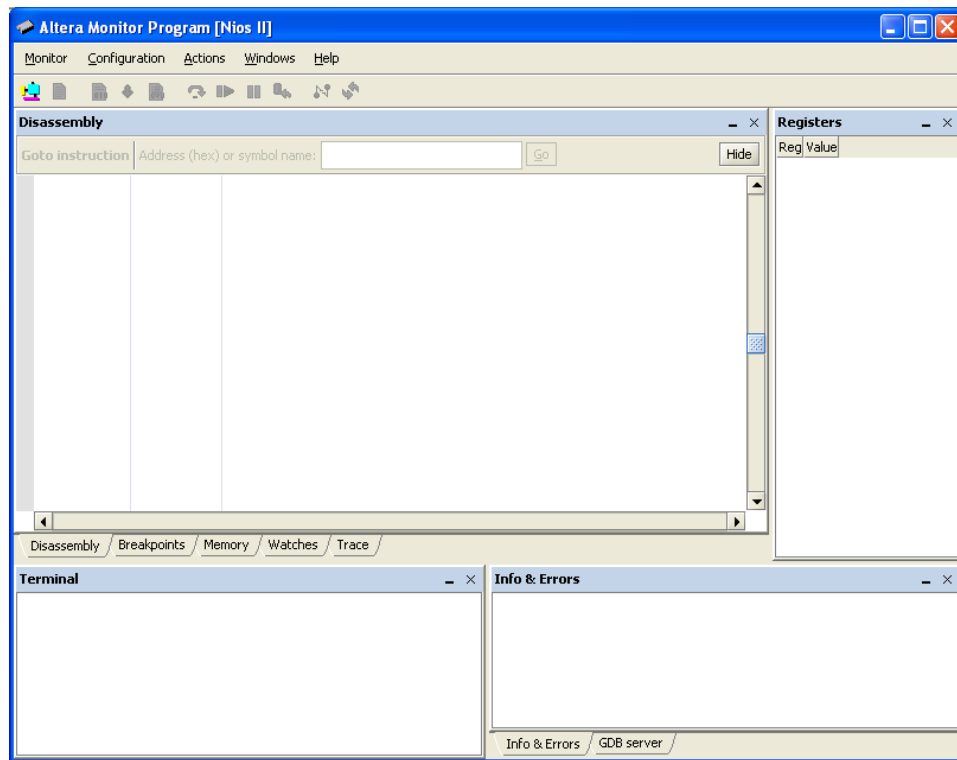 Altera Monitor Program [Nios II]
Monitor Configuration Actions Windows Help
Disassembly
Goto instruction Address (hex) or symbol name: Go Hide
Registers
Reg Value
Disassembly Breakpoints Memory Watches Trace
Terminal
Info & Errors
Info & Errors GDB server